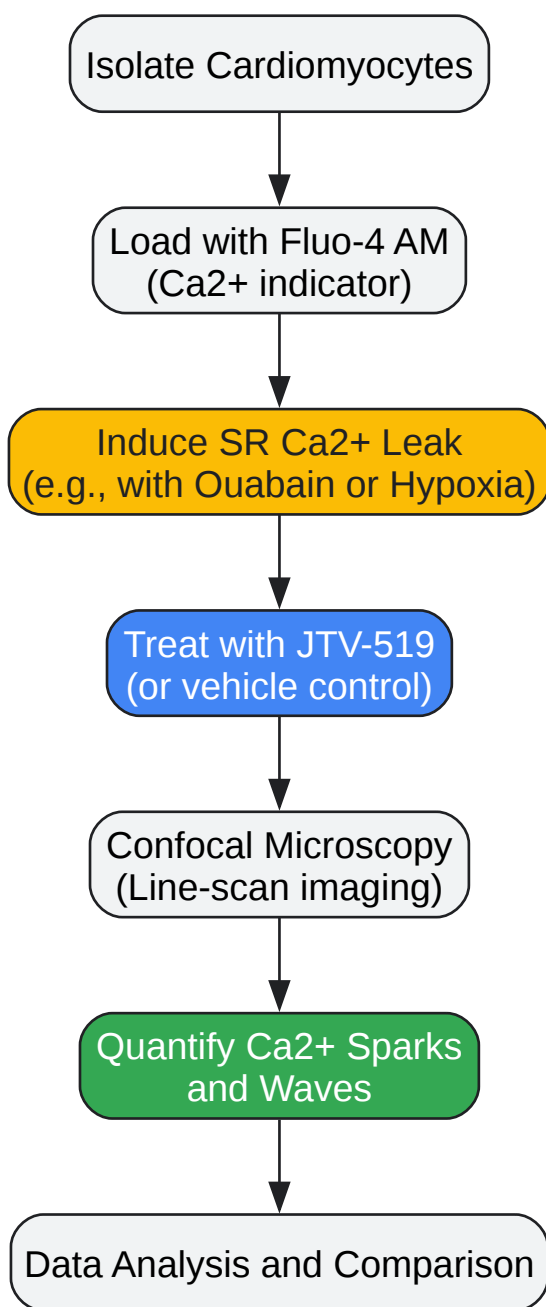 Isolate Cardiomyocytes
Load with Fluo-4 AM
(Ca2+ indicator)
Induce SR Ca2+ Leak
(e.g., with Ouabain or Hypoxia)
Treat with JTV-519
(or vehicle control)
Confocal Microscopy
(Line-scan imaging)
Quantify Ca2+ Sparks
and Waves
Data Analysis and Comparison